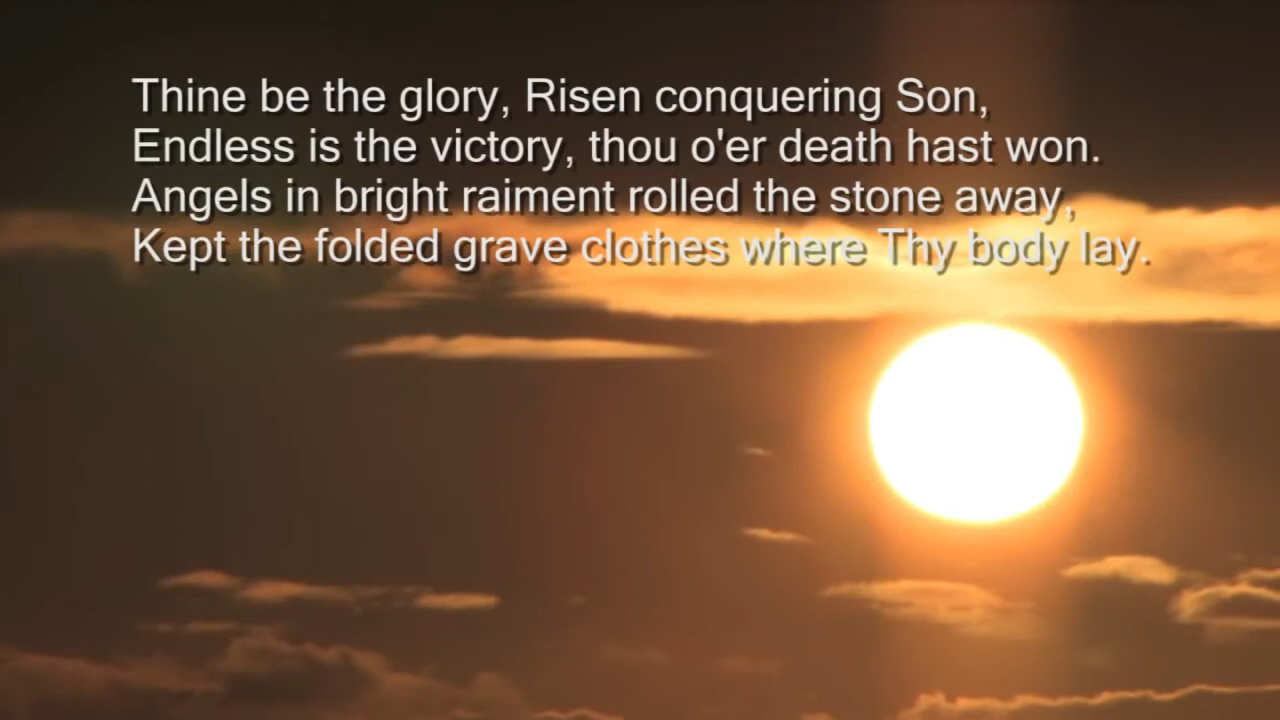 Thine be the glory, Risen conquering Son,
Endless is the victory, thou o'er death hast won.
Angels in bright raiment rolled the stone away,
Kept the folded grave clothes where Thy body lay.